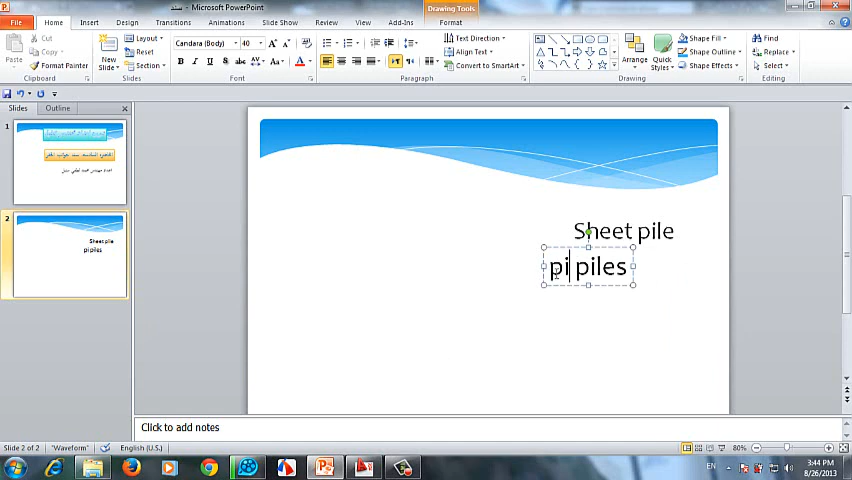 سند - Microsoft PowerPoint
Drawing Tools
File Home Insert Design Transitions Animations Slide Show Review View Add-Ins Format
Paste
Cut
Copy
Format Painter
Clipboard
New Slide
Layout
Reset
Section
Slides
Candara (Body) 40
Font
Paragraph
Text Direction
Align Text
Convert to SmartArt
Arrange
Quick Styles
Shape Fill
Shape Outline
Shape Effects
Drawing
Find
Replace
Select
Editing
Slides Outline
1
2
Sheet pile
pi piles
Sheet pile
pi piles
Click to add notes
Slide 2 of 2 "Waveform" English (U.S.) 80%
EN 3:44 PM
8/26/2013